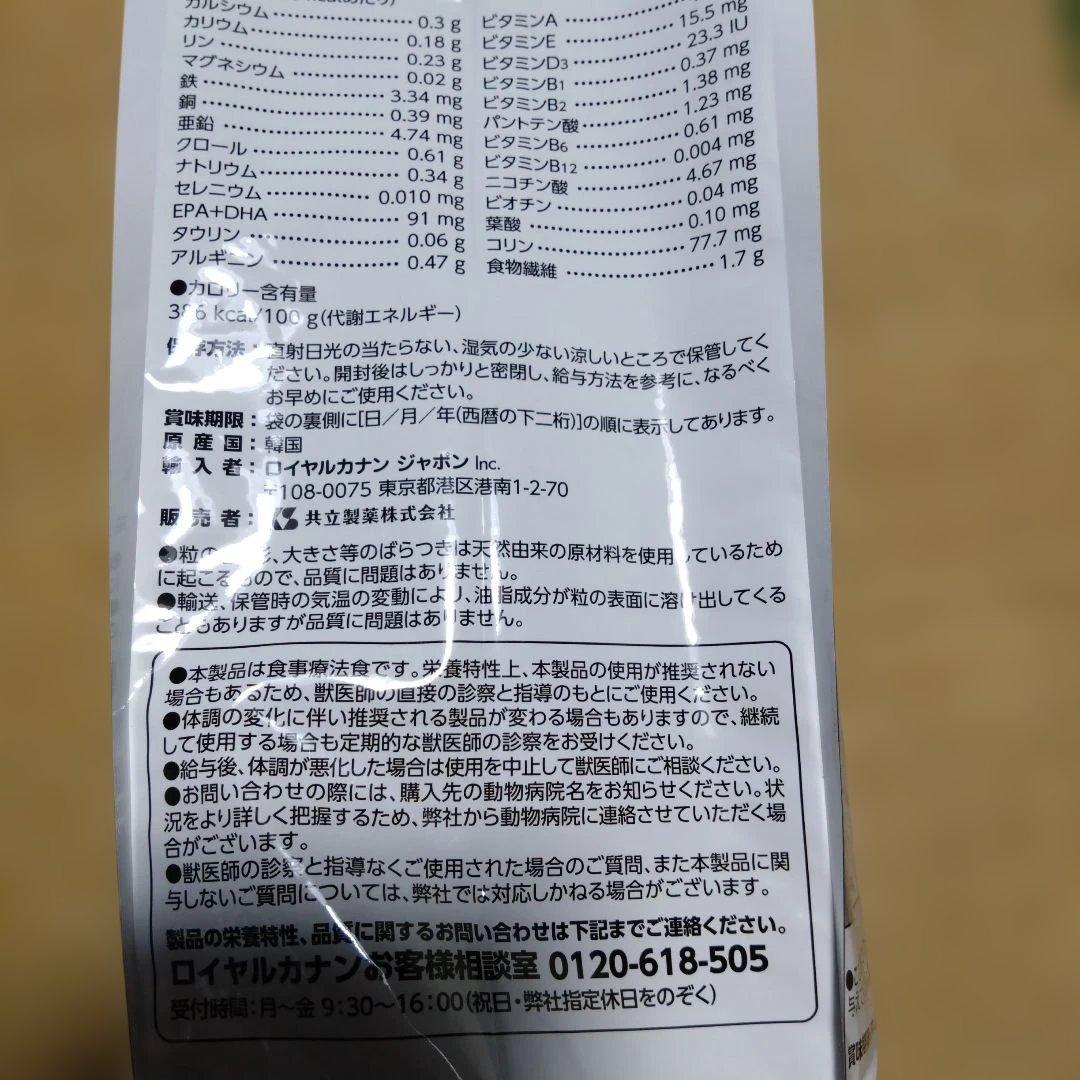 カルシウム 0.3 g
カリウム 0.18 g
リン 0.23 g
マグネシウム 0.02 g
鉄 3.34 mg
銅 0.39 mg
亜鉛 4.74 mg
クロール 0.61 g
ナトリウム 0.34 g
セレニウム 0.010 mg
EPA+DHA 91 mg
タウリン 0.06 g
アルギニン 0.47 g
ビタミンA
ビタミンE 15.5 mg
ビタミンD3 23.3 IU
ビタミンB1 0.37 mg
ビタミンB2 1.38 mg
パントテン酸 1.23 mg
ビタミンB6 0.61 mg
ビタミンB12 0.004 mg
ニコチン酸 4.67 mg
ビオチン 0.04 mg
葉酸 0.10 mg
コリン 77.7 mg
食物繊維 1.7 g
●カロリー含有量
386 kcal/100 g(代謝エネルギー)
保存方法:直射日光の当たらない、湿気の少ない涼しいところで保管してく
ださい。開封後はしっかりと密閉し、給与方法を参考に、なるべく
お早めにご使用ください。
賞味期限:袋の裏側に[日/月/年(西暦の下二桁)]の順に表示してあります。
原産国:韓国
輸入者:ロイヤルカナン ジャポン Inc.
〒108-0075 東京都港区港南1-2-70
販売者: 共立製薬株式会社
●粒の 形、大きさ等のばらつきは天然由来の原材料を使用しているため
に起こるもので、品質に問題はありません。
●輸送、保管時の気温の変動により、油脂成分が粒の表面に溶け出してくる
こともありますが品質に問題はありません。
●本製品は食事療法食です。栄養特性上、本製品の使用が推奨されない
場合もあるため、獣医師の直接の診察と指導のもとにご使用ください。
●体調の変化に伴い推奨される製品が変わる場合もありますので、継続
して使用する場合も定期的な獣医師の診察をお受けください。
●給与後、体調が悪化した場合は使用を中止して獣医師にご相談ください。
●お問い合わせの際には、購入先の動物病院名をお知らせください。状
況をより詳しく把握するため、弊社から動物病院に連絡させていただく場
合がございます。
●獣医師の診察と指導なくご使用された場合のご質問、また本製品に関
与しないご質問については、弊社では対応しかねる場合がございます。
製品の栄養特性、品質に関するお問い合わせは下記までご連絡ください。
ロイヤルカナンお客様相談室 0120-618-505
受付時間:月〜金 9:30〜16:00(祝日・弊社指定休日をのぞく)